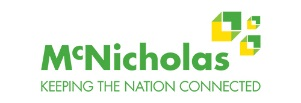 McNicholas
KEEPING THE NATION CONNECTED